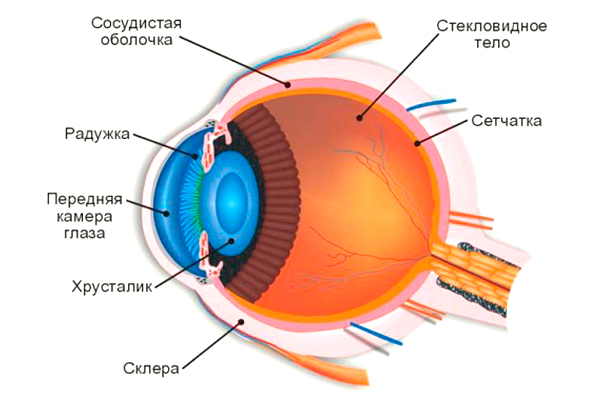 Сосудистая
оболочка
Стекловидное
тело
Радужка
Сетчатка
Передняя
камера
глаза
Хрусталик
Склера